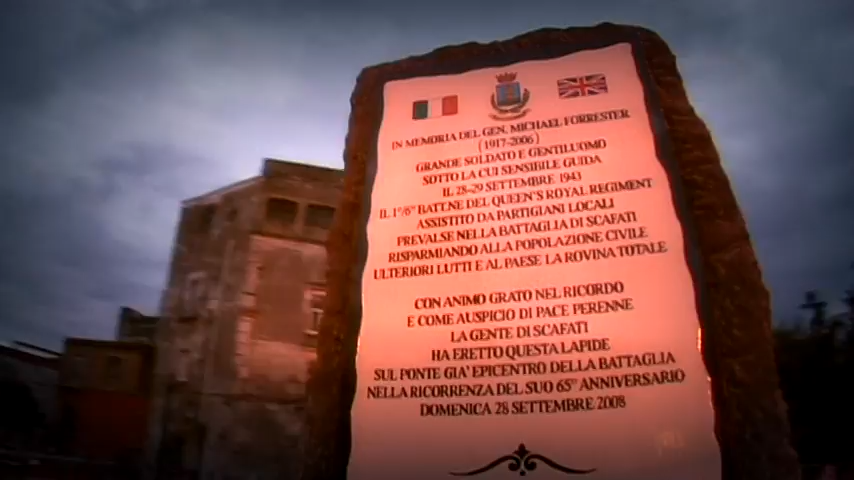 IN MEMORIA DEL GEN. MICHAEL FORRESTER
(1917-2006)
GRANDE SOLDATO E GENTILUOMO
SOTTO LA CUI SENSIBILE GUIDA
IL 28-29 SETTEMBRE 1943
IL 1°/6° BATT.NE DEL QUEEN'S ROYAL REGIMENT
ASSISTITO DA PARTIGIANI LOCALI
PREVALSE NELLA BATTAGLIA DI SCAFATI
RISPARMIANDO ALLA POPOLAZIONE CIVILE
ULTERIORI LUTTI E AL PAESE LA ROVINA TOTALE
CON ANIMO GRATO NEL RICORDO
E COME AUSPICIO DI PACE PERENNE
LA GENTE DI SCAFATI
HA ERETTO QUESTA LAPIDE
SUL PONTE GIA' EPICENTRO DELLA BATTAGLIA
NELLA RICORRENZA DEL SUO 65° ANNIVERSARIO
DOMENICA 28 SETTEMBRE 2008